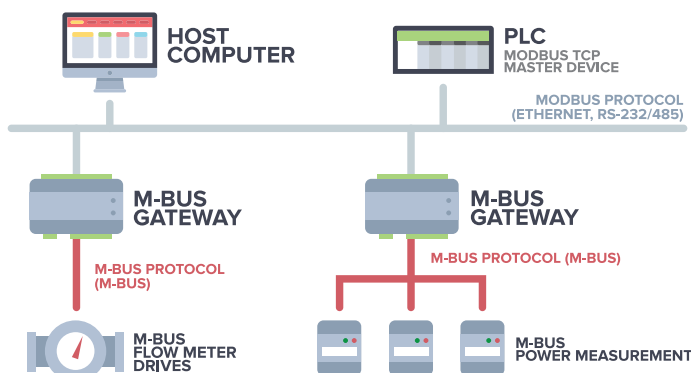 HOST
COMPUTER
PLC
MODBUS TCP
MASTER DEVICE
MODBUS PROTOCOL
(ETHERNET, RS-232/485)
M-BUS
GATEWAY
M-BUS
GATEWAY
M-BUS PROTOCOL
(M-BUS)
M-BUS PROTOCOL (M-BUS)
M-BUS
FLOW METER
DRIVES
M-BUS
POWER MEASUREMENT